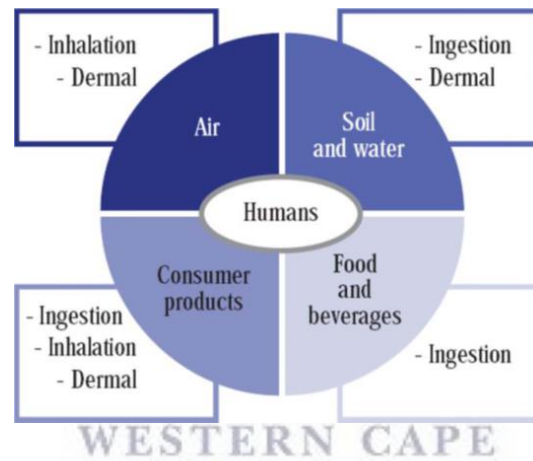 - Inhalation
- Dermal
Air
- Ingestion
- Dermal
Soil
and water
Humans
Consumer
products
- Ingestion
- Inhalation
- Dermal
Food
and
beverages
- Ingestion
WESTERN CAPE